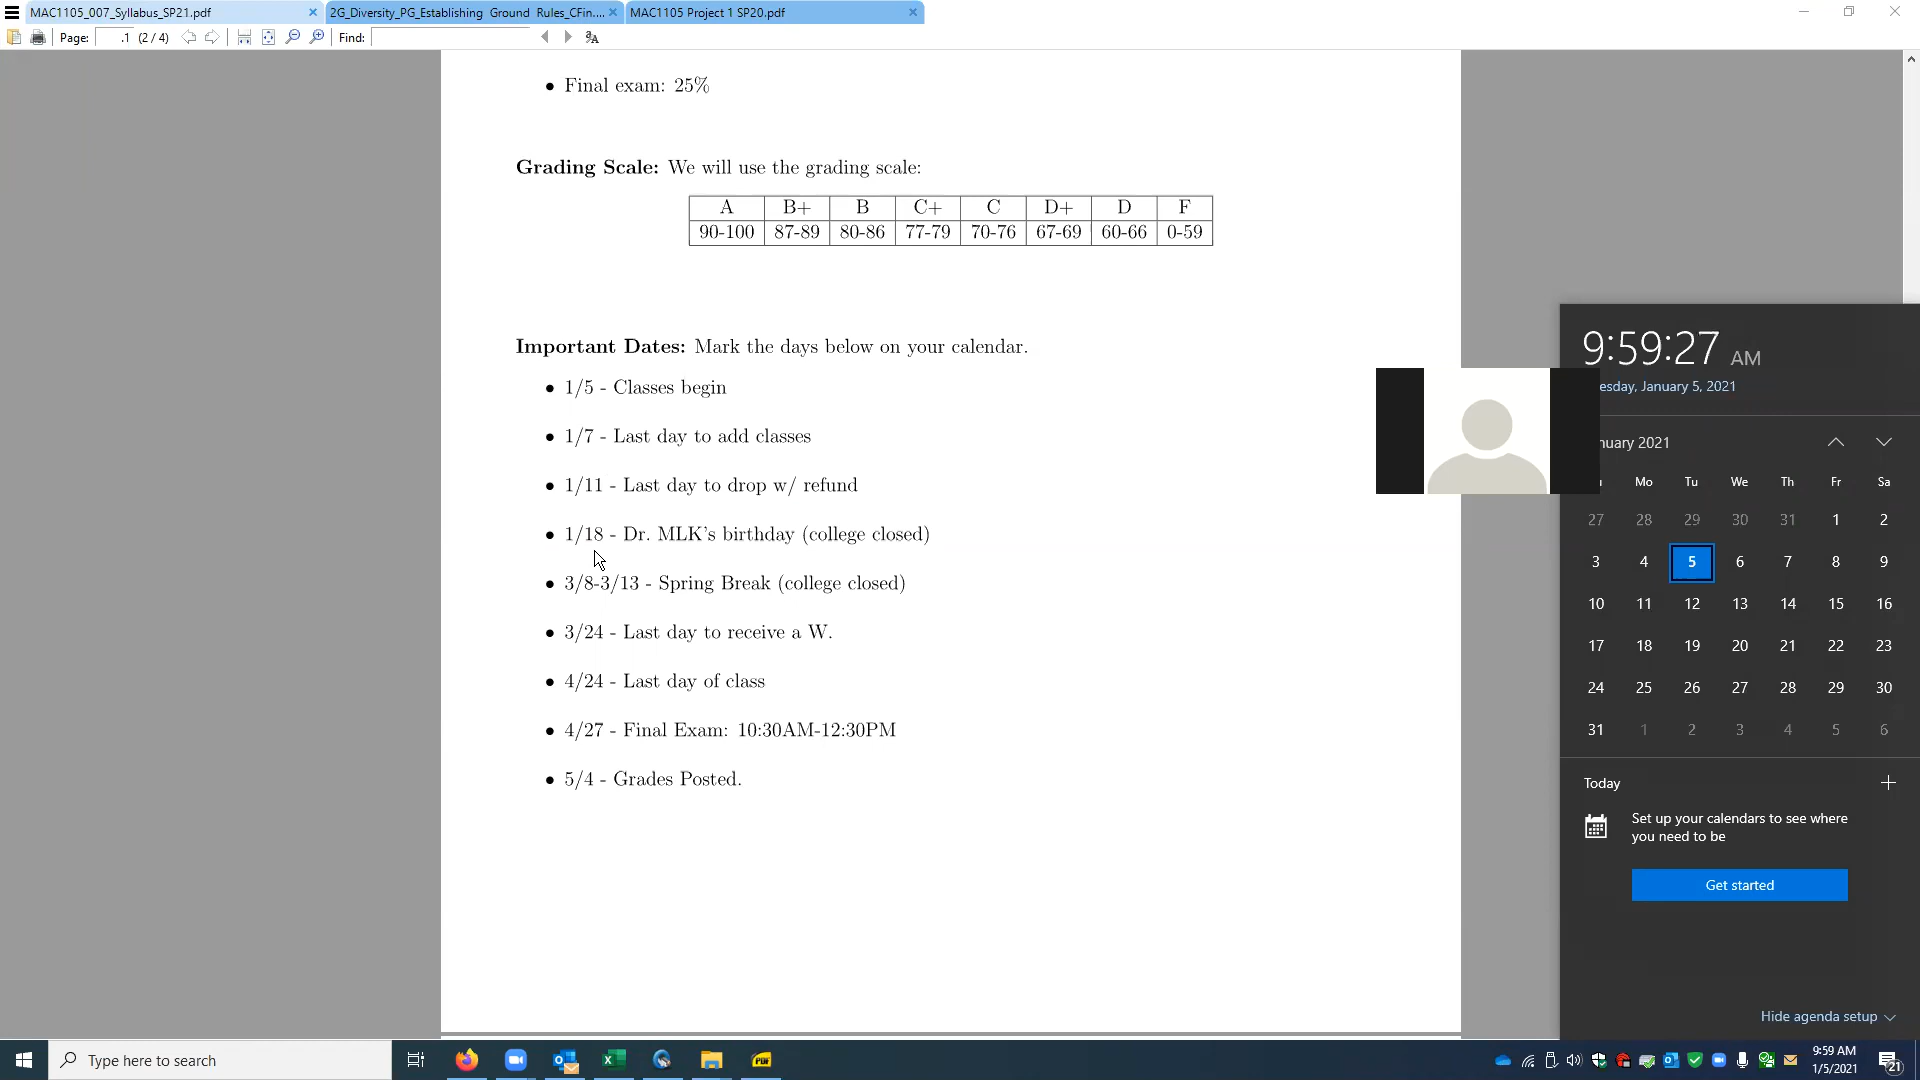 MAC1105_007_Syllabus_SP21.pdf
2G_Diversity_PG_Establishing Ground Rules_CFin....
MAC1105 Project 1 SP20.pdf
Page: .1 (2 / 4) Find:
• Final exam: 25%
Grading Scale: We will use the grading scale:
A B+ B C+ C D+ D F
90-100 87-89 80-86 77-79 70-76 67-69 60-66 0-59
Important Dates: Mark the days below on your calendar.
• 1/5 - Classes begin
• 1/7 - Last day to add classes
• 1/11 - Last day to drop w/ refund
• 1/18 - Dr. MLK's birthday (college closed)
• 3/8-3/13 - Spring Break (college closed)
• 3/24 - Last day to receive a W.
• 4/24 - Last day of class
• 4/27 - Final Exam: 10:30AM-12:30PM
• 5/4 - Grades Posted.
9:59:27 AM
esday, January 5, 2021
nuary 2021
Mo Tu We Th Fr Sa
27 28 29 30 31 1 2
3 4 5 6 7 8 9
10 11 12 13 14 15 16
17 18 19 20 21 22 23
24 25 26 27 28 29 30
31 1 2 3 4 5 6
Today
Set up your calendars to see where
you need to be
Get started
Hide agenda setup
Type here to search
PDF
9:59 AM
1/5/2021
21